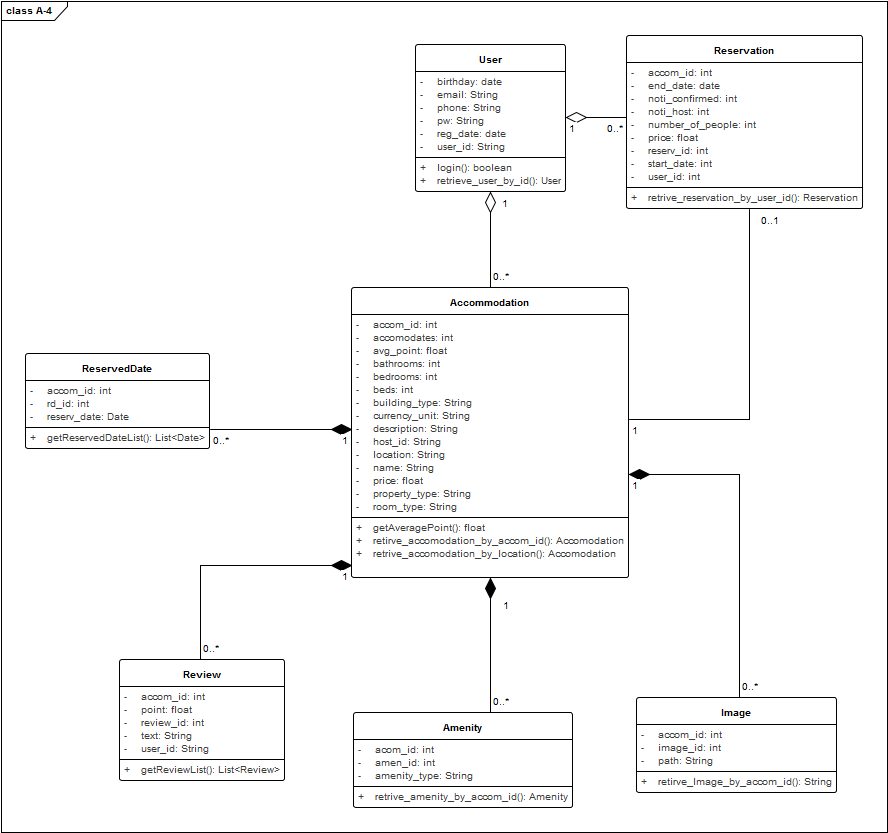 class A-4
User
- birthday: date
- email: String
- phone: String
- pw: String
- reg_date: date
- user_id: String
+ login(): boolean
+ retrieve_user_by_id(): User
1
0..*
Reservation
- accom_id: int
- end_date: date
- noti_confirmed: int
- noti_host: int
- number_of_people: int
- price: float
- reserv_id: int
- start_date: int
- user_id: int
+ retrive_reservation_by_user_id(): Reservation
1
0..1
0..*
Accommodation
- accom_id: int
- accomodates: int
- avg_point: float
- bathrooms: int
- bedrooms: int
- beds: int
- building_type: String
- currency_unit: String
- description: String
- host_id: String
- location: String
- name: String
- price: float
- property_type: String
- room_type: String
+ getAveragePoint(): float
+ retirve_accomodation_by_accom_id(): Accomodation
+ retrive_accomodation_by_location(): Accomodation
ReservedDate
- accom_id: int
- rd_id: int
- reserv_date: Date
+ getReservedDateList(): List<Date>
0..*
1
1
1
1
1
0..*
Review
- accom_id: int
- point: float
- review_id: int
- text: String
- user_id: String
+ getReviewList(): List<Review>
0..*
Amenity
- acom_id: int
- amen_id: int
- amenity_type: String
+ retrive_amenity_by_accom_id(): Amenity
0..*
Image
- accom_id: int
- image_id: int
- path: String
+ retirve_Image_by_accom_id(): String